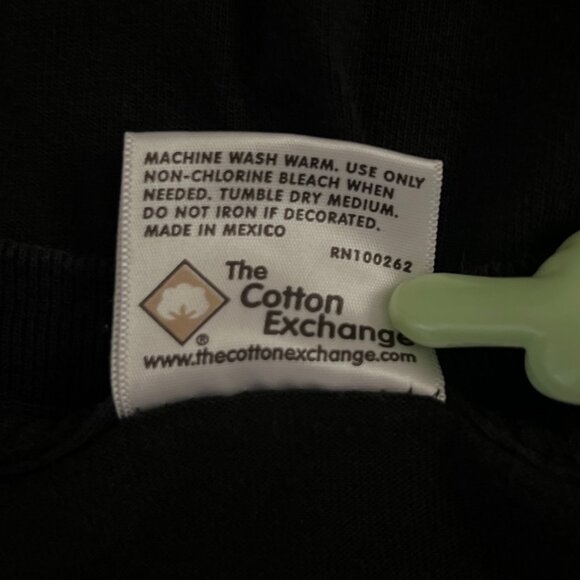 MACHINE WASH WARM. USE ONLY
NON-CHLORINE BLEACH WHEN
NEEDED. TUMBLE DRY MEDIUM.
DO NOT IRON IF DECORATED.
MADE IN MEXICO
RN100262
The
Cotton
Exchange
®
www.thecottonexchange.com